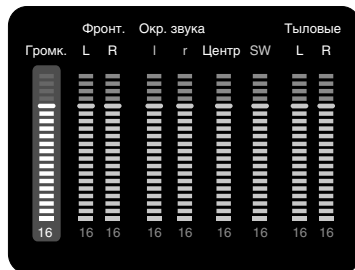 Фронт. Окр. звука Тыловые
Громк. L R l r Центр SW L R
16 16 16 16 16 16 16 16 16